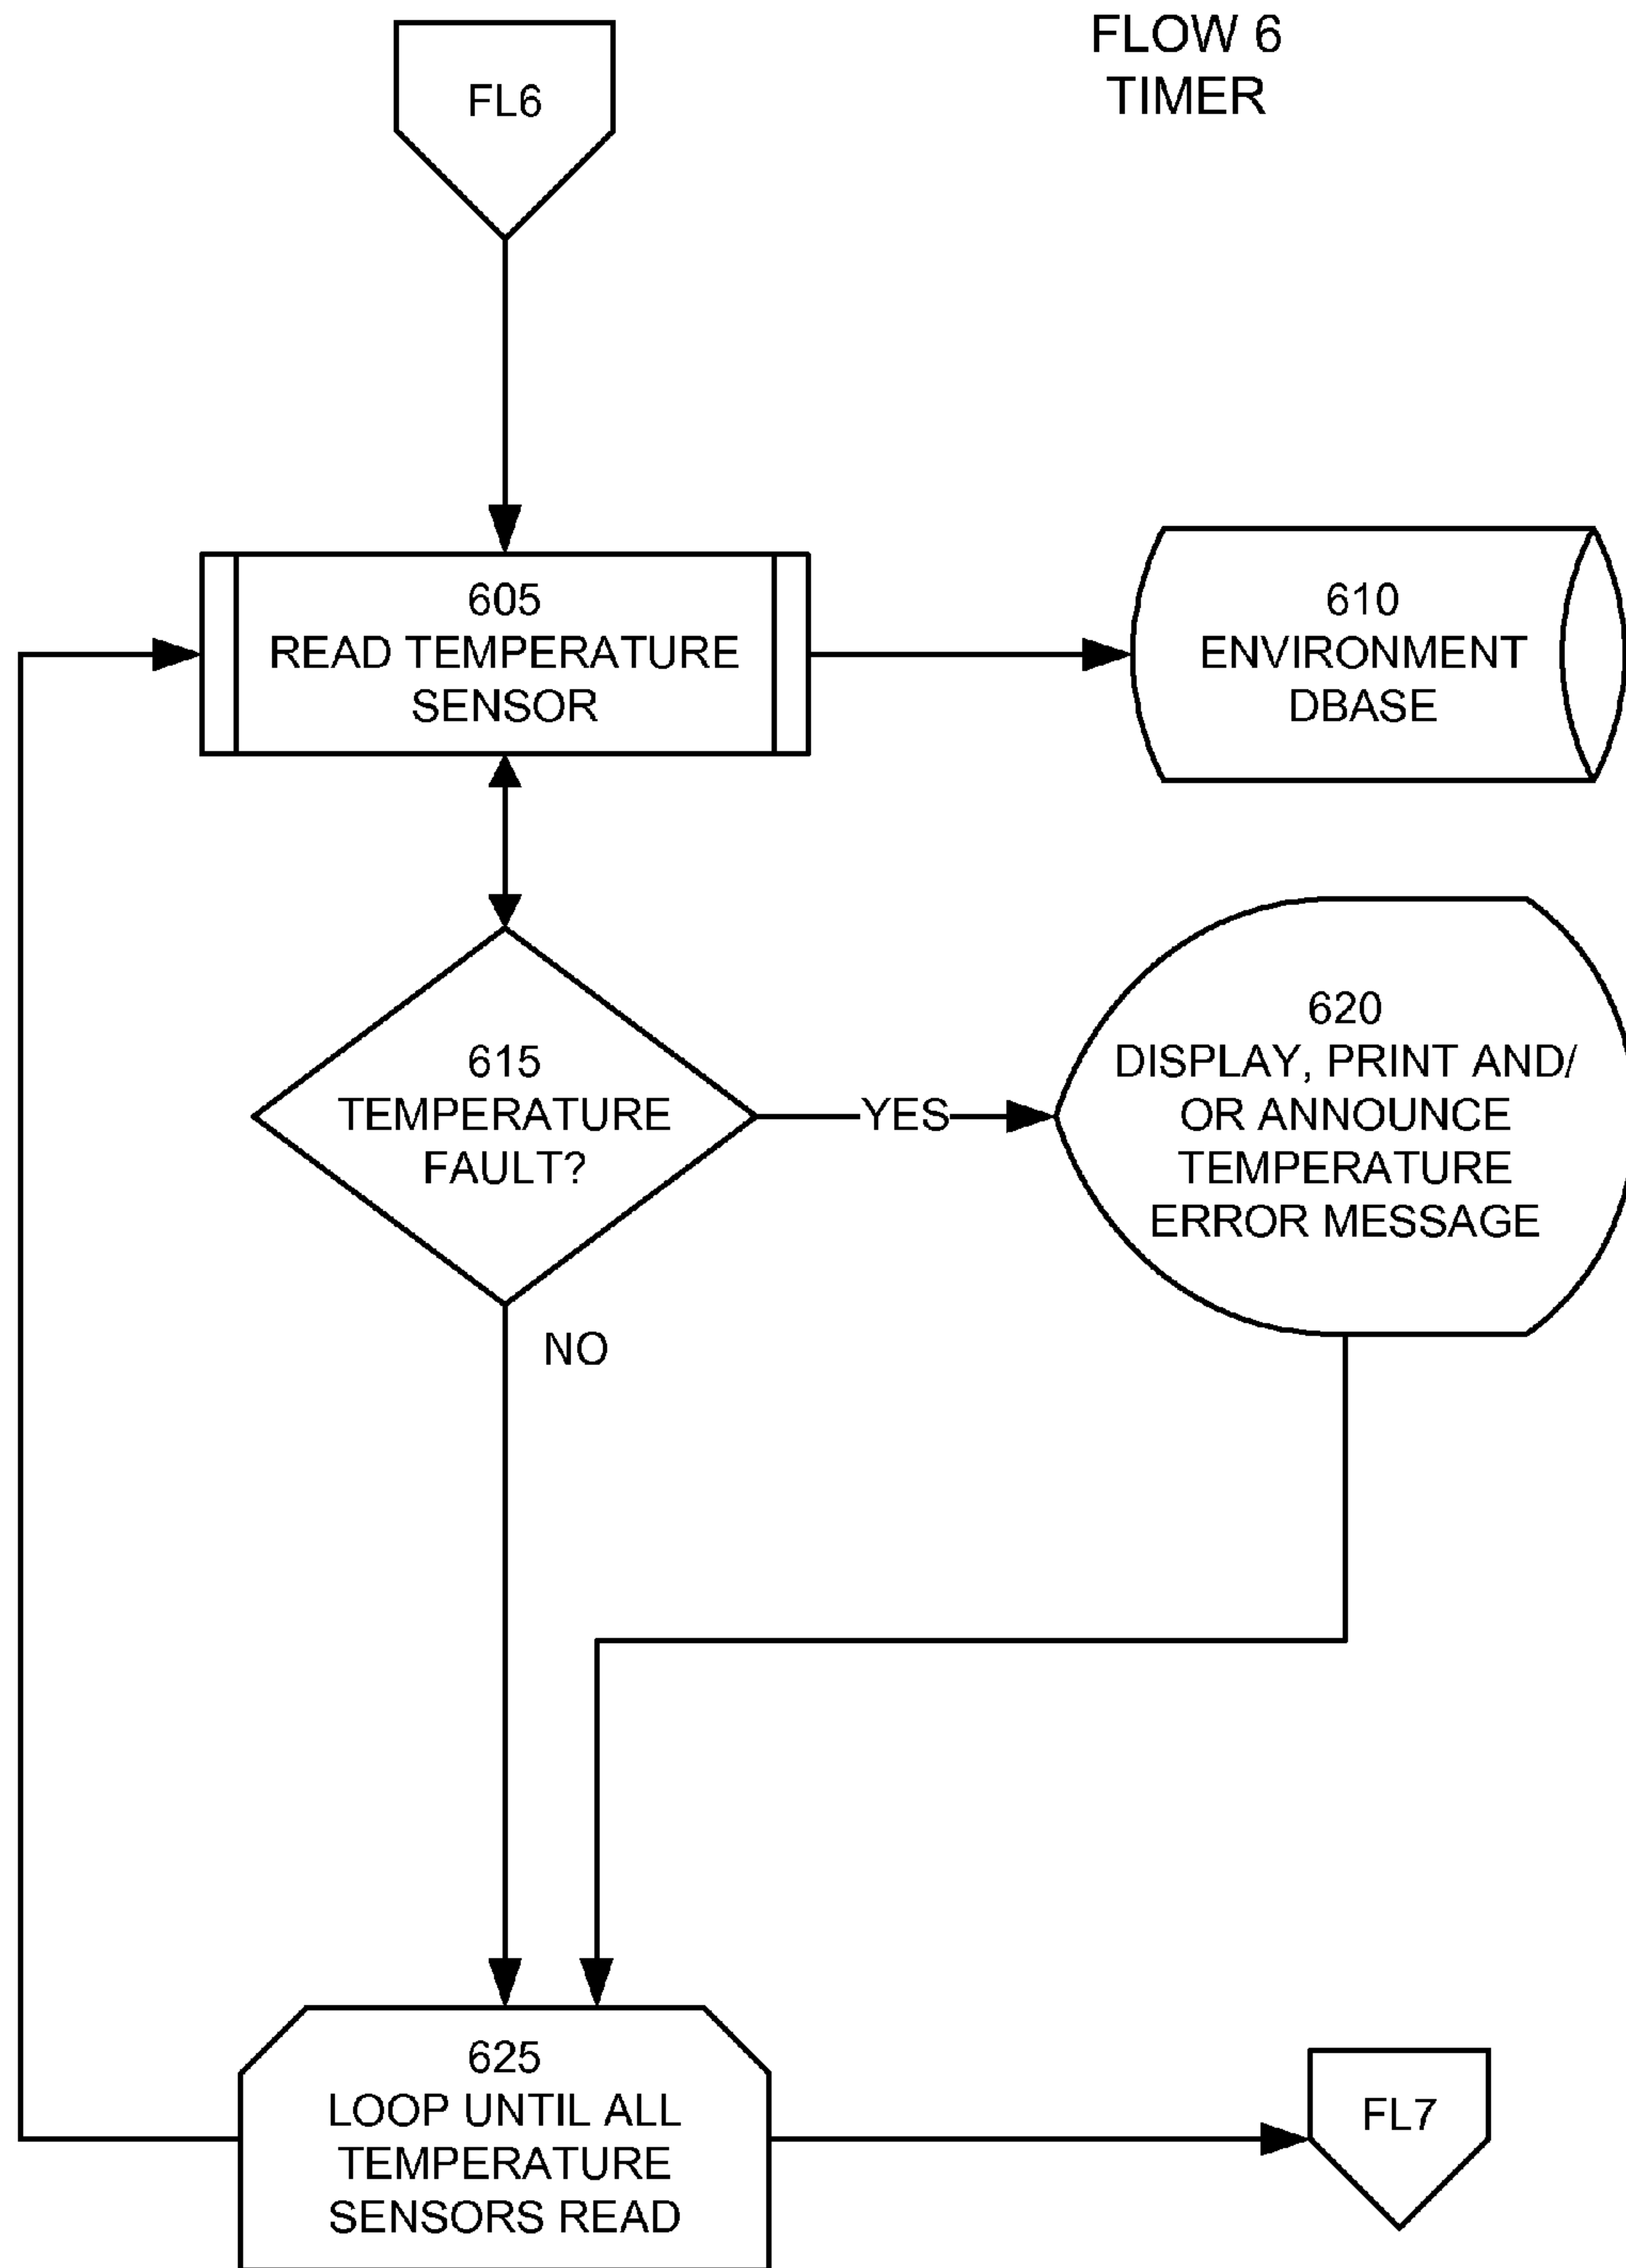 FLOW 6
TIMER
FL6
605
READ TEMPERATURE
SENSOR
610
ENVIRONMENT
DBASE
615
TEMPERATURE
FAULT?
YES
620
DISPLAY, PRINT AND/
OR ANNOUNCE
TEMPERATURE
ERROR MESSAGE
NO
625
LOOP UNTIL ALL
TEMPERATURE
SENSORS READ
FL7